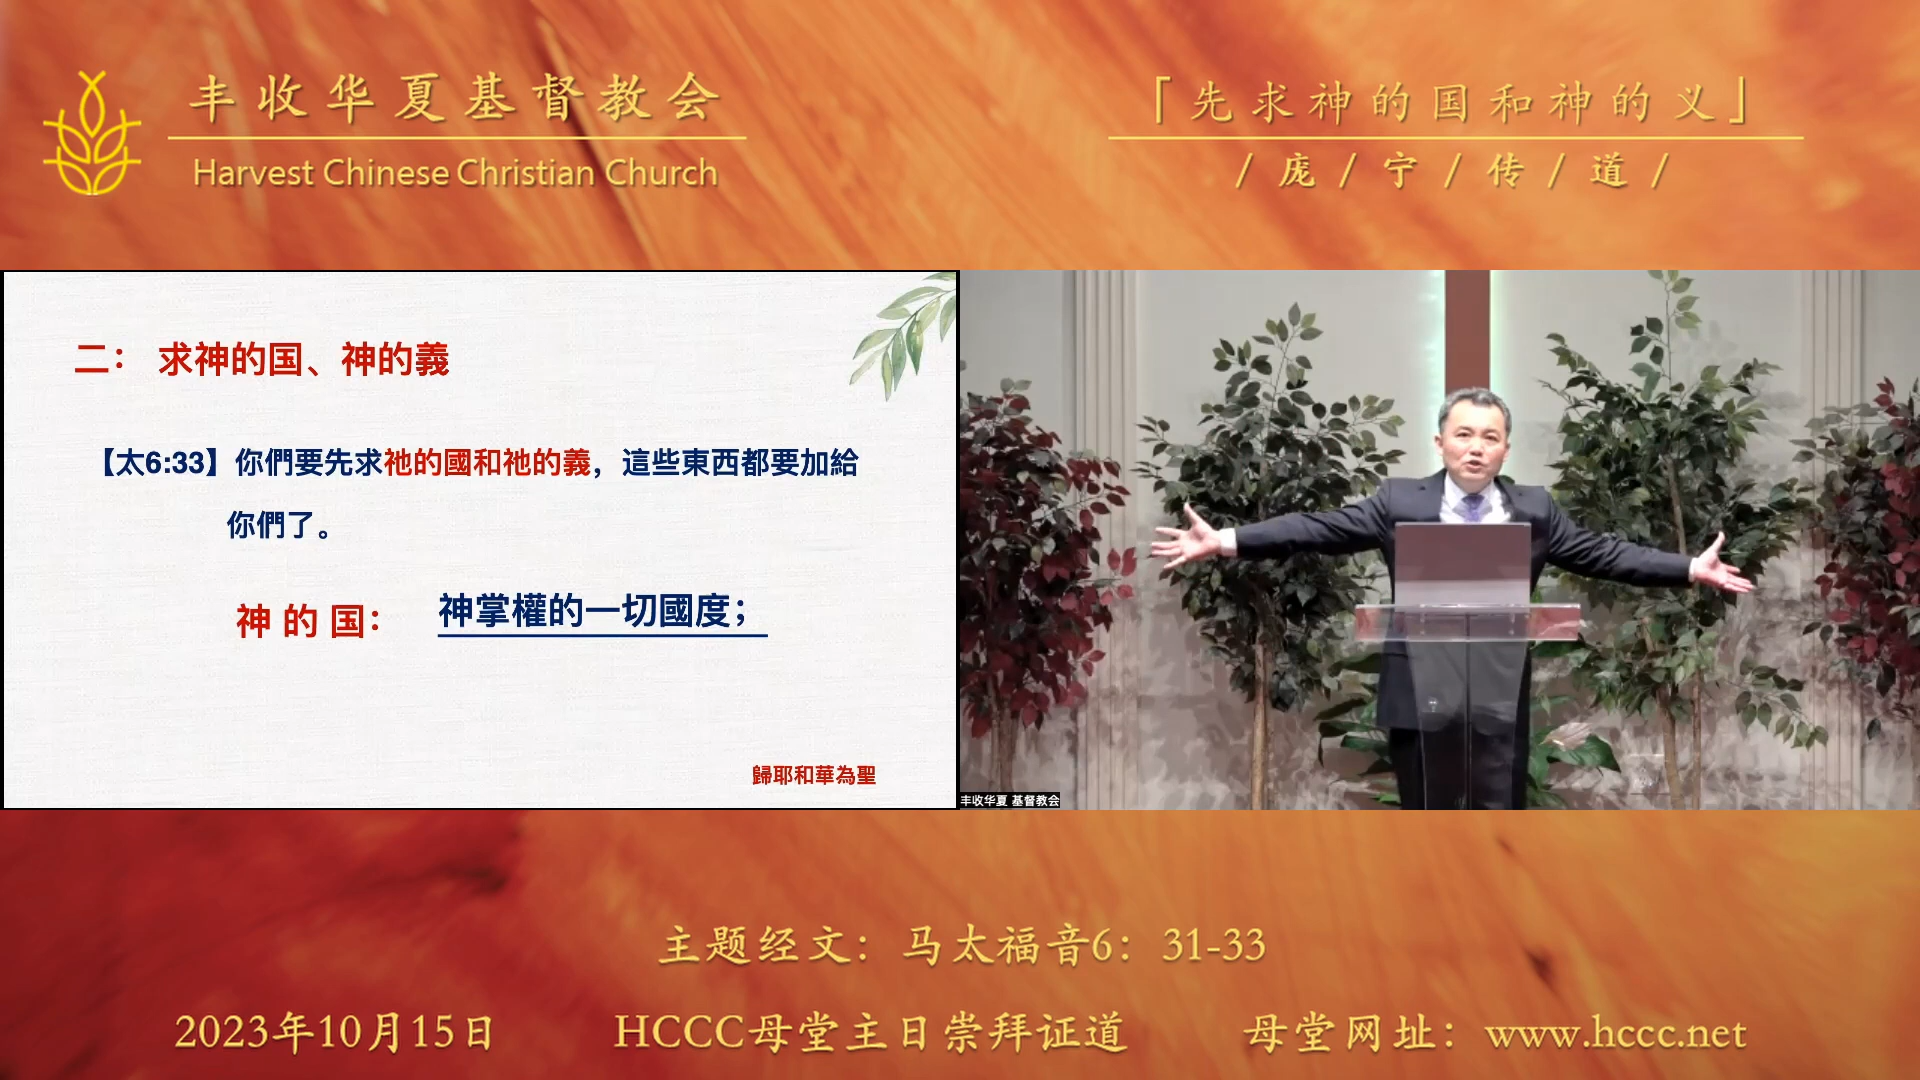 丰收华夏基督教会
Harvest Chinese Christian Church
「先求神的国和神的义」
/ 庞 / 宁 / 传 / 道 /
二： 求神的国、神的義
【太6:33】你們要先求祂的國和祂的義，這些東西都要加給
你們了。
神 的 国： 神掌權的一切國度；
歸耶和華為聖
丰收华夏 基督教会
主题经文：马太福音6：31-33
2023年10月15日 HCCC母堂主日崇拜证道 母堂网址：www.hccc.net